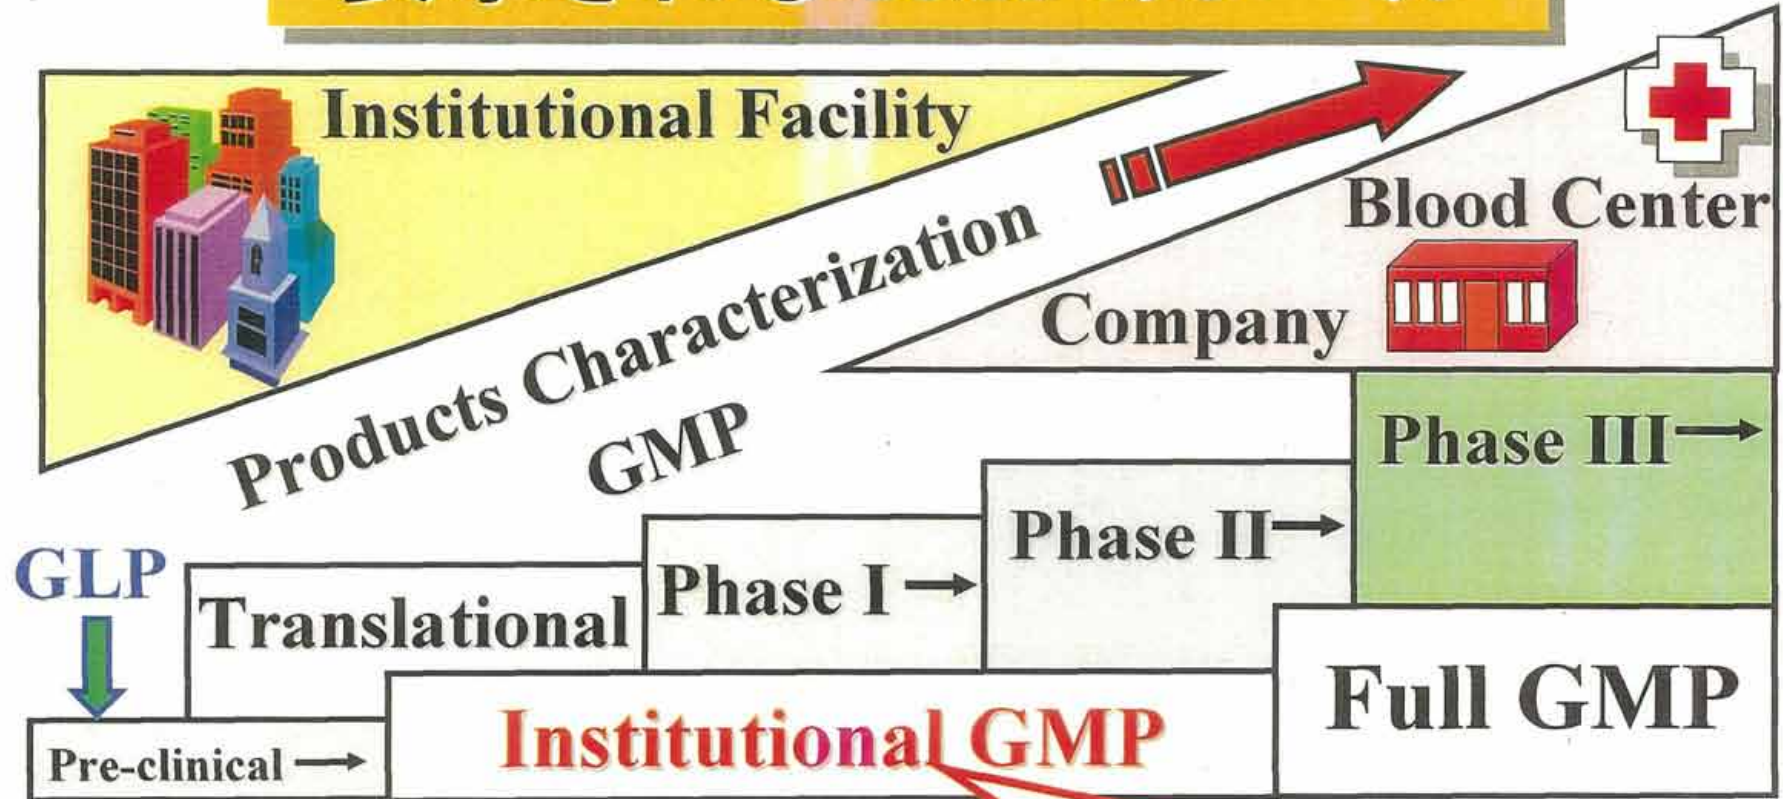 Institutional Facility
Blood Center
Company
Products Characterization
GMP
Phase III
Phase II
Phase I
GLP
Translational
Full GMP
Institutional GMP
Pre-clinical